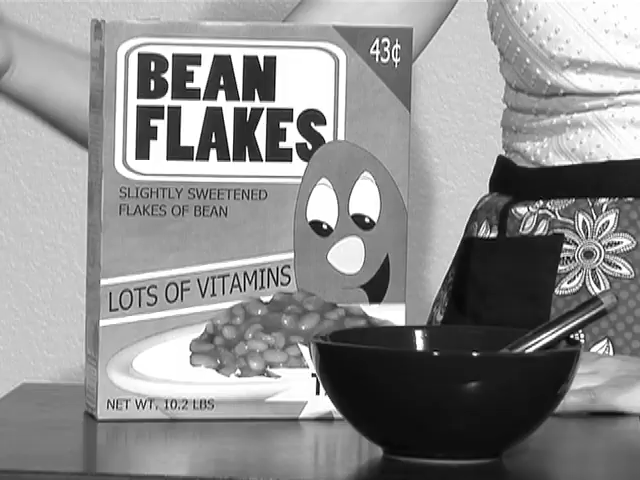 43¢
BEAN
FLAKES
SLIGHTLY SWEETENED
FLAKES OF BEAN
LOTS OF VITAMINS
NET WT. 10.2 LBS